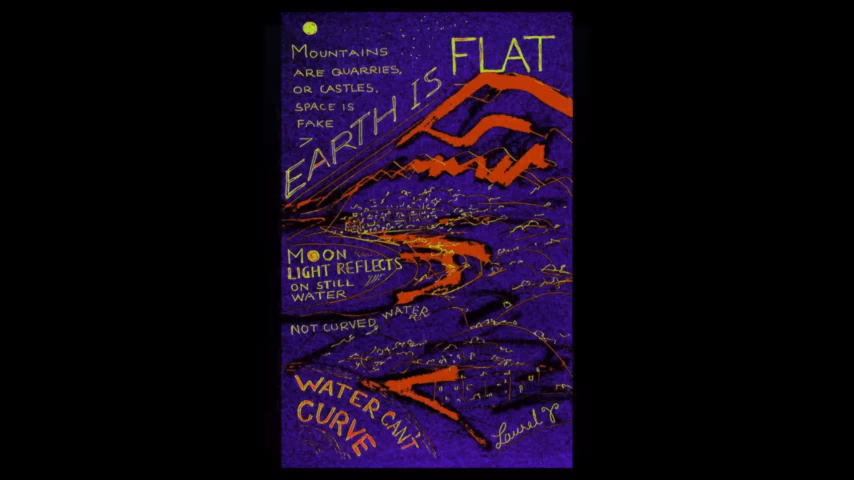 MOUNTAINS
ARE QUARRIES,
OR CASTLES.
SPACE IS
FAKE
>
EARTH IS FLAT
MOON
LIGHT REFLECTS
ON STILL
WATER
NOT CURVED WATER
WATER CAN'T
CURVE
Laurel